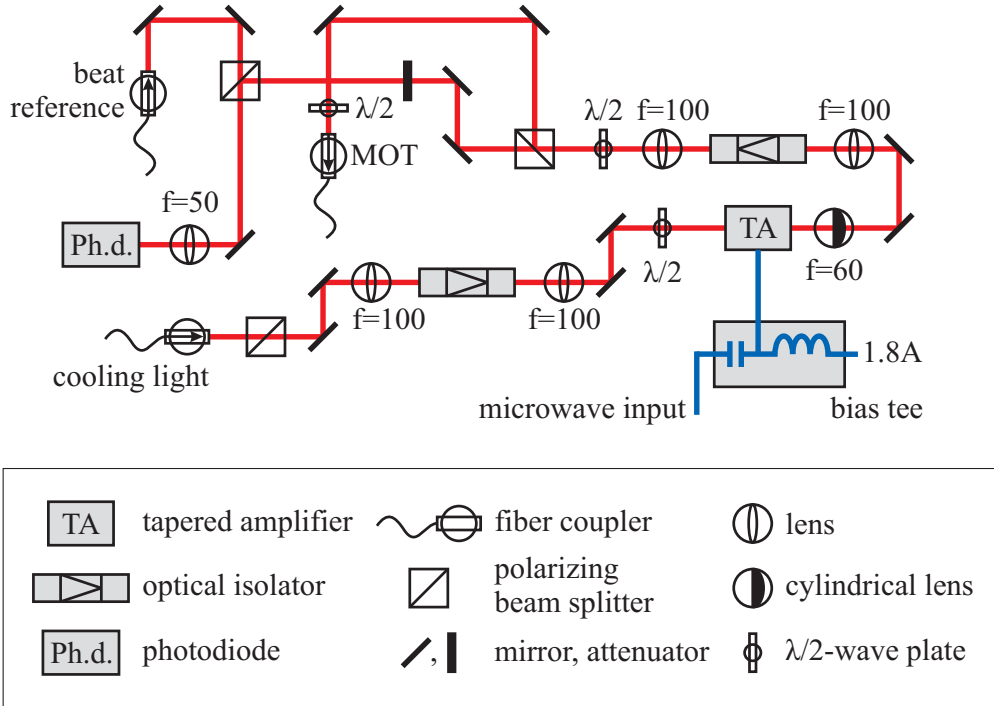 beat
reference
λ/2
MOT
λ/2
f=100
f=100
f=50
Ph.d.
TA
λ/2
f=60
f=100
f=100
cooling light
1.8A
microwave input
bias tee
TA
tapered amplifier
fiber coupler
lens
optical isolator
polarizing
beam splitter
cylindrical lens
Ph.d.
photodiode
, mirror, attenuator
λ/2-wave plate